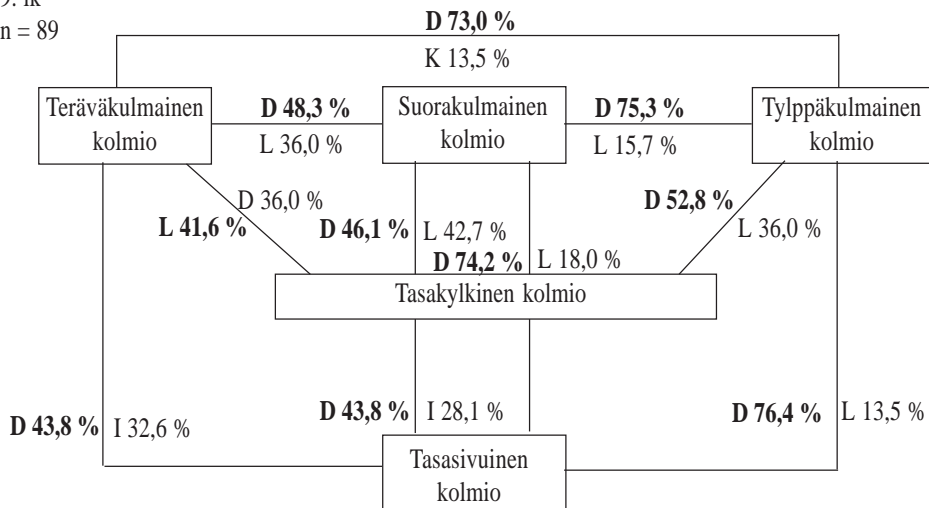 9. lk
n = 89
D 73,0 %
K 13,5 %
Teräväkulmainen
kolmio
D 48,3 %
L 36,0 %
Suorakulmainen
kolmio
D 75,3 %
L 15,7 %
Tylppäkulmainen
kolmio
D 36,0 %
L 41,6 %
D 46,1 %
L 42,7 %
D 74,2 %
L 18,0 %
D 52,8 %
L 36,0 %
Tasakylkinen kolmio
D 43,8 %
I 32,6 %
D 43,8 %
I 28,1 %
D 76,4 %
L 13,5 %
Tasasivuinen
kolmio